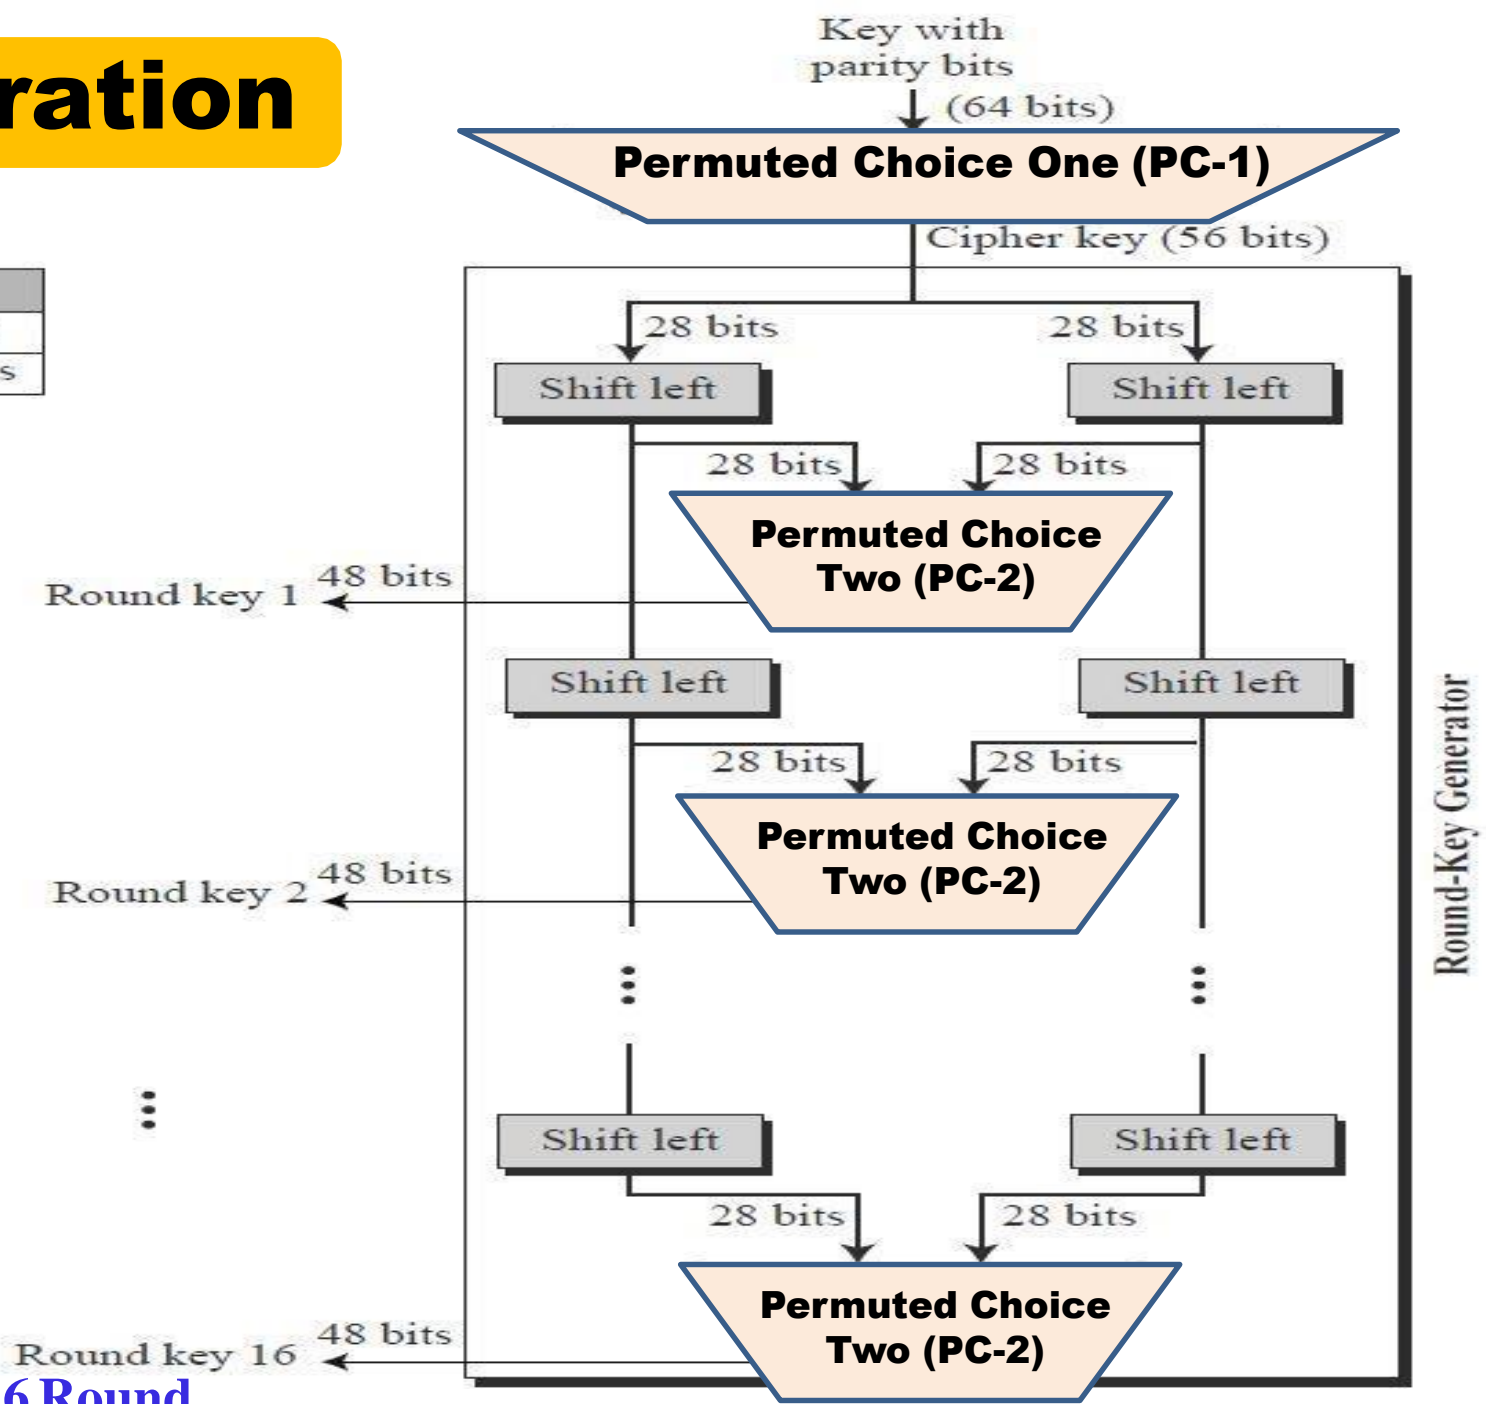 ration
Key with
parity bits
(64 bits)
Permuted Choice One (PC-1)
Cipher key (56 bits)
s
28 bits
28 bits
Shift left
Shift left
28 bits
28 bits
Permuted Choice
Two (PC-2)
48 bits
Round key 1
Shift left
Shift left
28 bits
28 bits
Permuted Choice
Two (PC-2)
48 bits
Round key 2
Round-Key Generator
Shift left
Shift left
28 bits
28 bits
Permuted Choice
Two (PC-2)
48 bits
Round key 16
6 Round